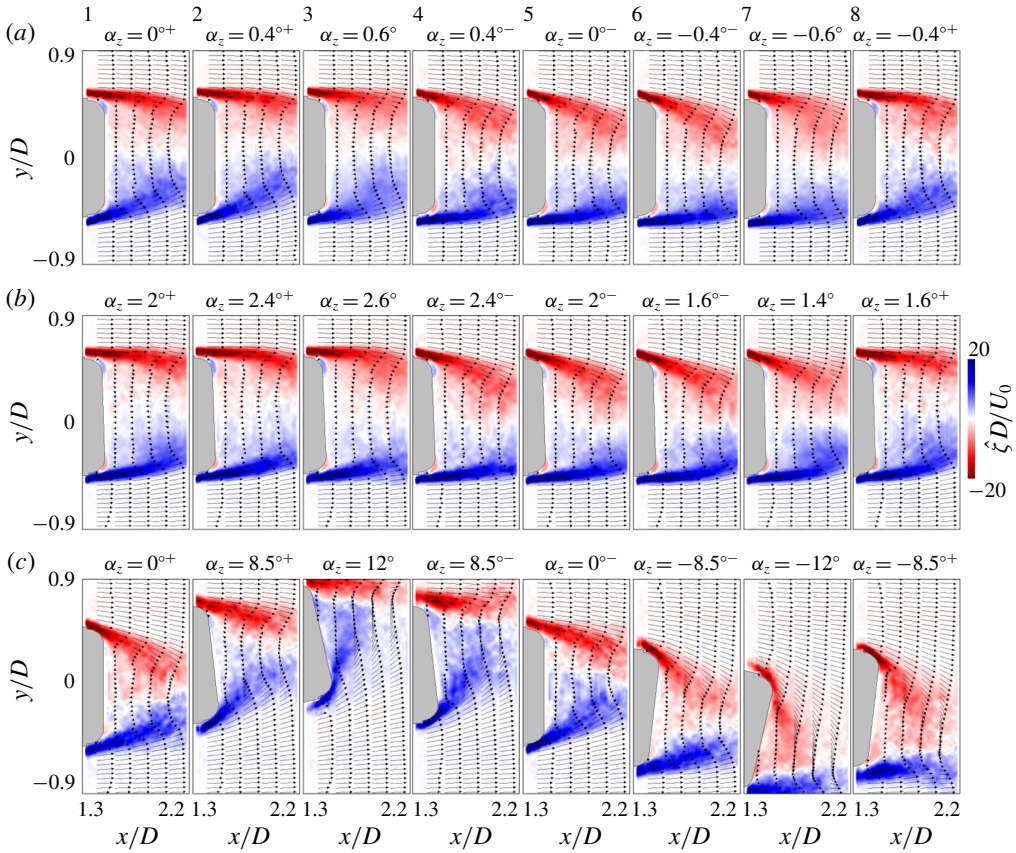 1 2 3 4 5 6 7 8
(a) α_z = 0°⁺ α_z = 0.4°⁺ α_z = 0.6° α_z = 0.4°⁻ α_z = 0°⁻ α_z = −0.4°⁻ α_z = −0.6° α_z = −0.4°⁺
0.9
y/D
0
−0.9
(b) α_z = 2°⁺ α_z = 2.4°⁺ α_z = 2.6° α_z = 2.4°⁻ α_z = 2°⁻ α_z = 1.6°⁻ α_z = 1.4° α_z = 1.6°⁺
0.9
y/D
0
−0.9
20
ζ̂ D/U₀
−20
(c) α_z = 0°⁺ α_z = 8.5°⁺ α_z = 12° α_z = 8.5°⁻ α_z = 0°⁻ α_z = −8.5°⁻ α_z = −12° α_z = −8.5°⁺
0.9
y/D
0
−0.9
1.3 2.2 1.3 2.2 1.3 2.2 1.3 2.2 1.3 2.2 1.3 2.2 1.3 2.2 1.3 2.2
x/D x/D x/D x/D x/D x/D x/D x/D